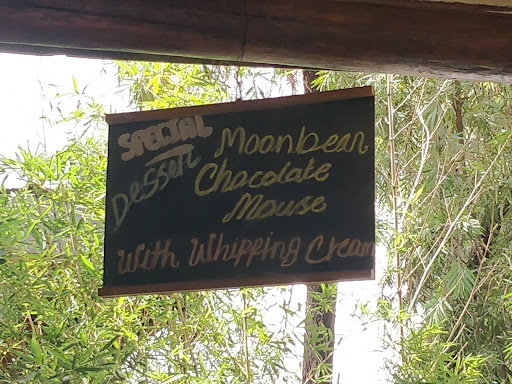 SPECIAL
Dessert
Moonbean
Chocolate
Mouse
With Whipping Cream